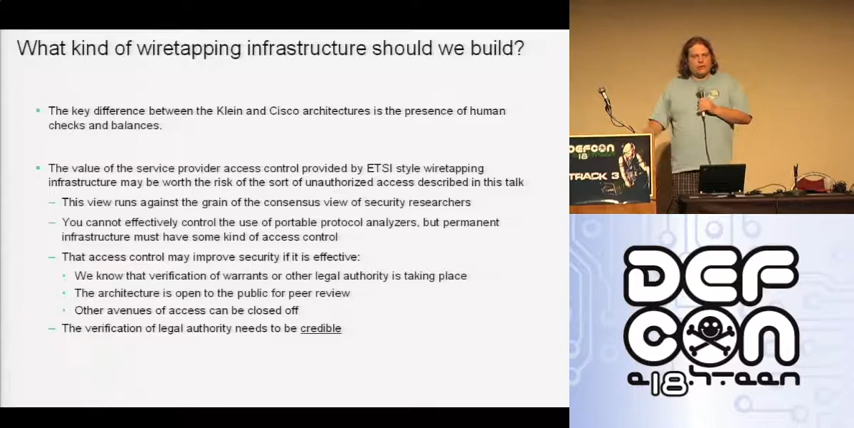 What kind of wiretapping infrastructure should we build?
The key difference between the Klein and Cisco architectures is the presence of human
checks and balances.
The value of the service provider access control provided by ETSI style wiretapping
infrastructure may be worth the risk of the sort of unauthorized access described in this talk
– This view runs against the grain of the consensus view of security researchers
– You cannot effectively control the use of portable protocol analyzers, but permanent
infrastructure must have some kind of access control
– That access control may improve security if it is effective:
We know that verification of warrants or other legal authority is taking place
The architecture is open to the public for peer review
Other avenues of access can be closed off
– The verification of legal authority needs to be credible
DEFCON
18
TRACK 3
DEF
CON
18